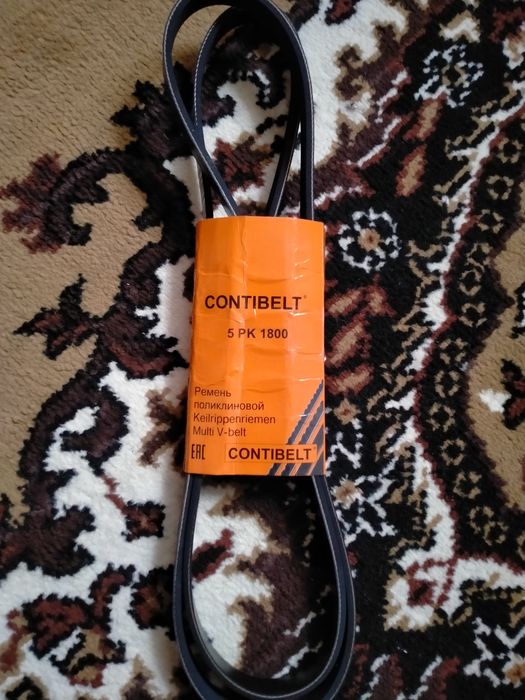 CONTIBELT®
5 PK 1800
Ремень
поликлиновой
Keilrippenriemen
Multi V-belt
EAC CONTIBELT